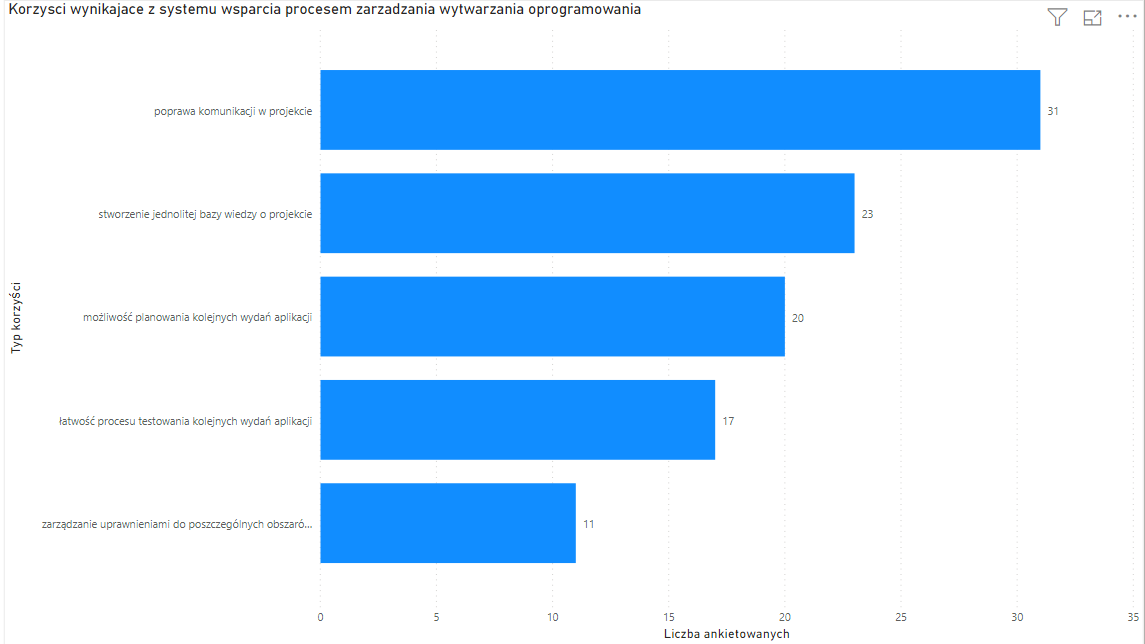 Korzysci wynikajace z systemu wsparcia procesem zarzadzania wytwarzania oprogramowania
poprawa komunikacji w projekcie
31
stworzenie jednolitej bazy wiedzy o projekcie
23
możliwość planowania kolejnych wydań aplikacji
20
łatwość procesu testowania kolejnych wydań aplikacji
17
zarządzanie uprawnieniami do poszczególnych obszaró...
11
Typ korzyści
0 5 10 15 20 25 30 35
Liczba ankietowanych